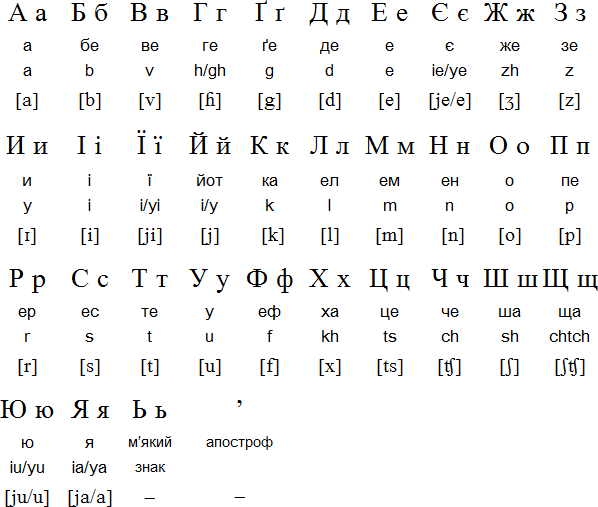 А а Б б В в Г г Ґ ґ Д д Е е Є є Ж ж З з
а бе ве ге ґе де е є же зе
a b v h/gh g d e ie/ye zh z
[a] [b] [v] [ɦ] [g] [d] [e] [je/e] [ʒ] [z]
И и І і Ї ї Й й К к Л л М м Н н О о П п
и і ї йот ка ел ем ен о пе
y i i/yi i/y k l m n o p
[ɪ] [i] [ji] [j] [k] [l] [m] [n] [o] [p]
Р р С с Т т У у Ф ф Х х Ц ц Ч ч Ш ш Щ щ
ер ес те у еф ха це че ша ща
r s t u f kh ts ch sh chtch
[r] [s] [t] [u] [f] [x] [ts] [ʧ] [ʃ] [ʃʧ]
Ю ю Я я Ь ь ’
ю я м'який апостроф
iu/yu ia/ya знак
[ju/u] [ja/a] – –